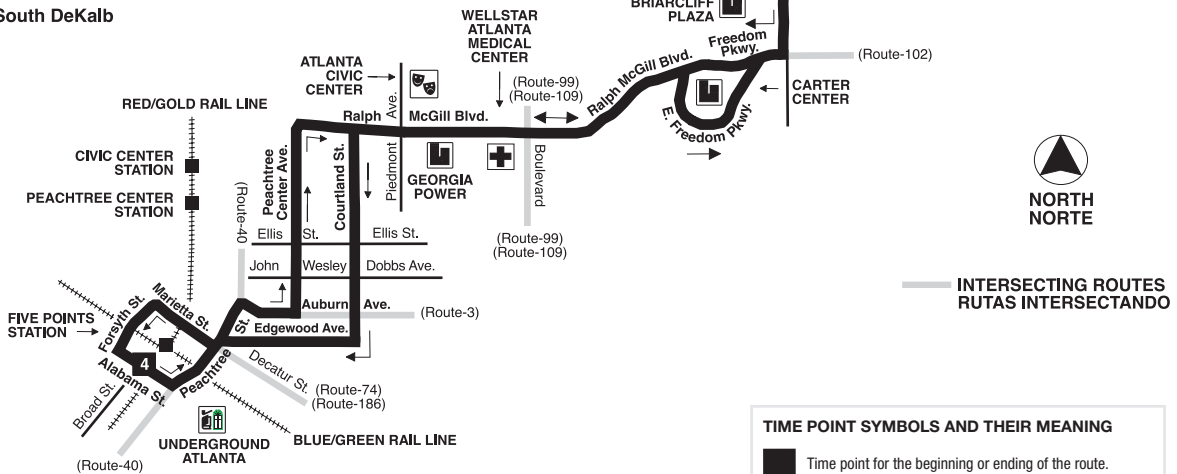 South DeKalb
BRIARCLIFF
PLAZA
WELLSTAR
ATLANTA
MEDICAL
CENTER
Freedom
Pkwy.
(Route-102)
ATLANTA
CIVIC
CENTER
Ralph McGill Blvd.
(Route-99)
(Route-109)
CARTER
CENTER
RED/GOLD RAIL LINE
Ave.
Ralph
McGill Blvd.
E. Freedom Pkwy.
CIVIC CENTER
STATION
Peachtree
Center Ave.
Courtland St.
Piedmont
GEORGIA
POWER
Boulevard
PEACHTREE CENTER
STATION
(Route-40)
NORTH
NORTE
Ellis
St.
Ellis St.
(Route-99)
(Route-109)
John
Wesley
Dobbs Ave.
INTERSECTING ROUTES
RUTAS INTERSECTANDO
Marietta St.
Auburn
Ave.
(Route-3)
FIVE POINTS
STATION
Forsyth St.
St.
Edgewood Ave.
4
Alabama St.
Peachtree
Decatur St.
(Route-74)
(Route-186)
Broad St.
UNDERGROUND
ATLANTA
BLUE/GREEN RAIL LINE
(Route-40)
TIME POINT SYMBOLS AND THEIR MEANING
Time point for the beginning or ending of the route.